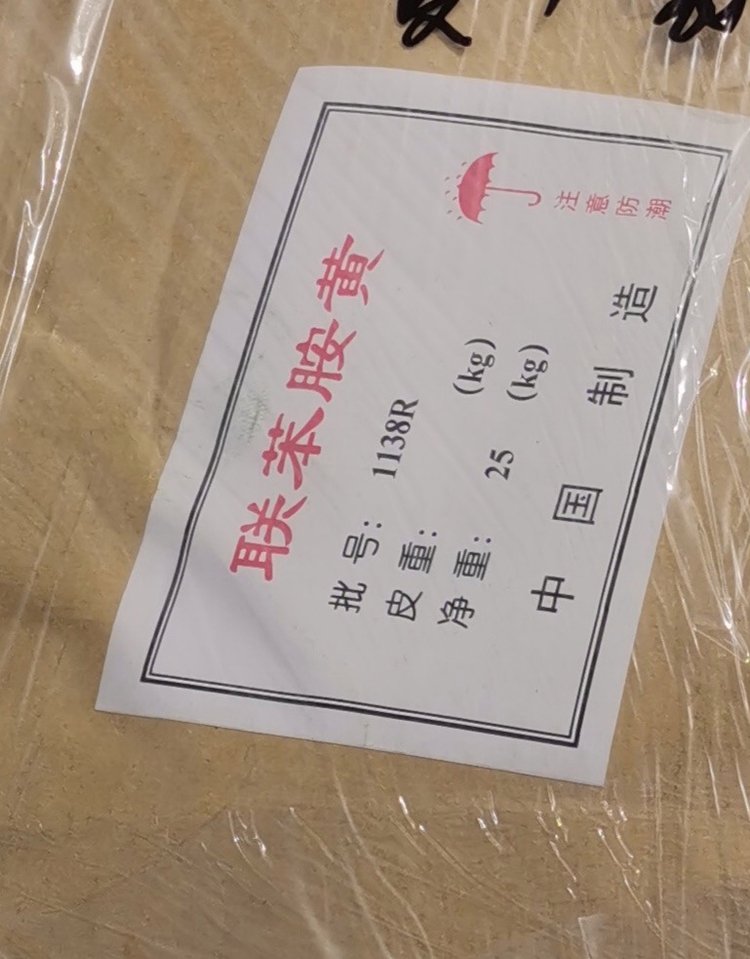 联苯胺黄
批号: 1138R
皮重: (kg)
净重: 25 (kg)
中国制造
注意防潮